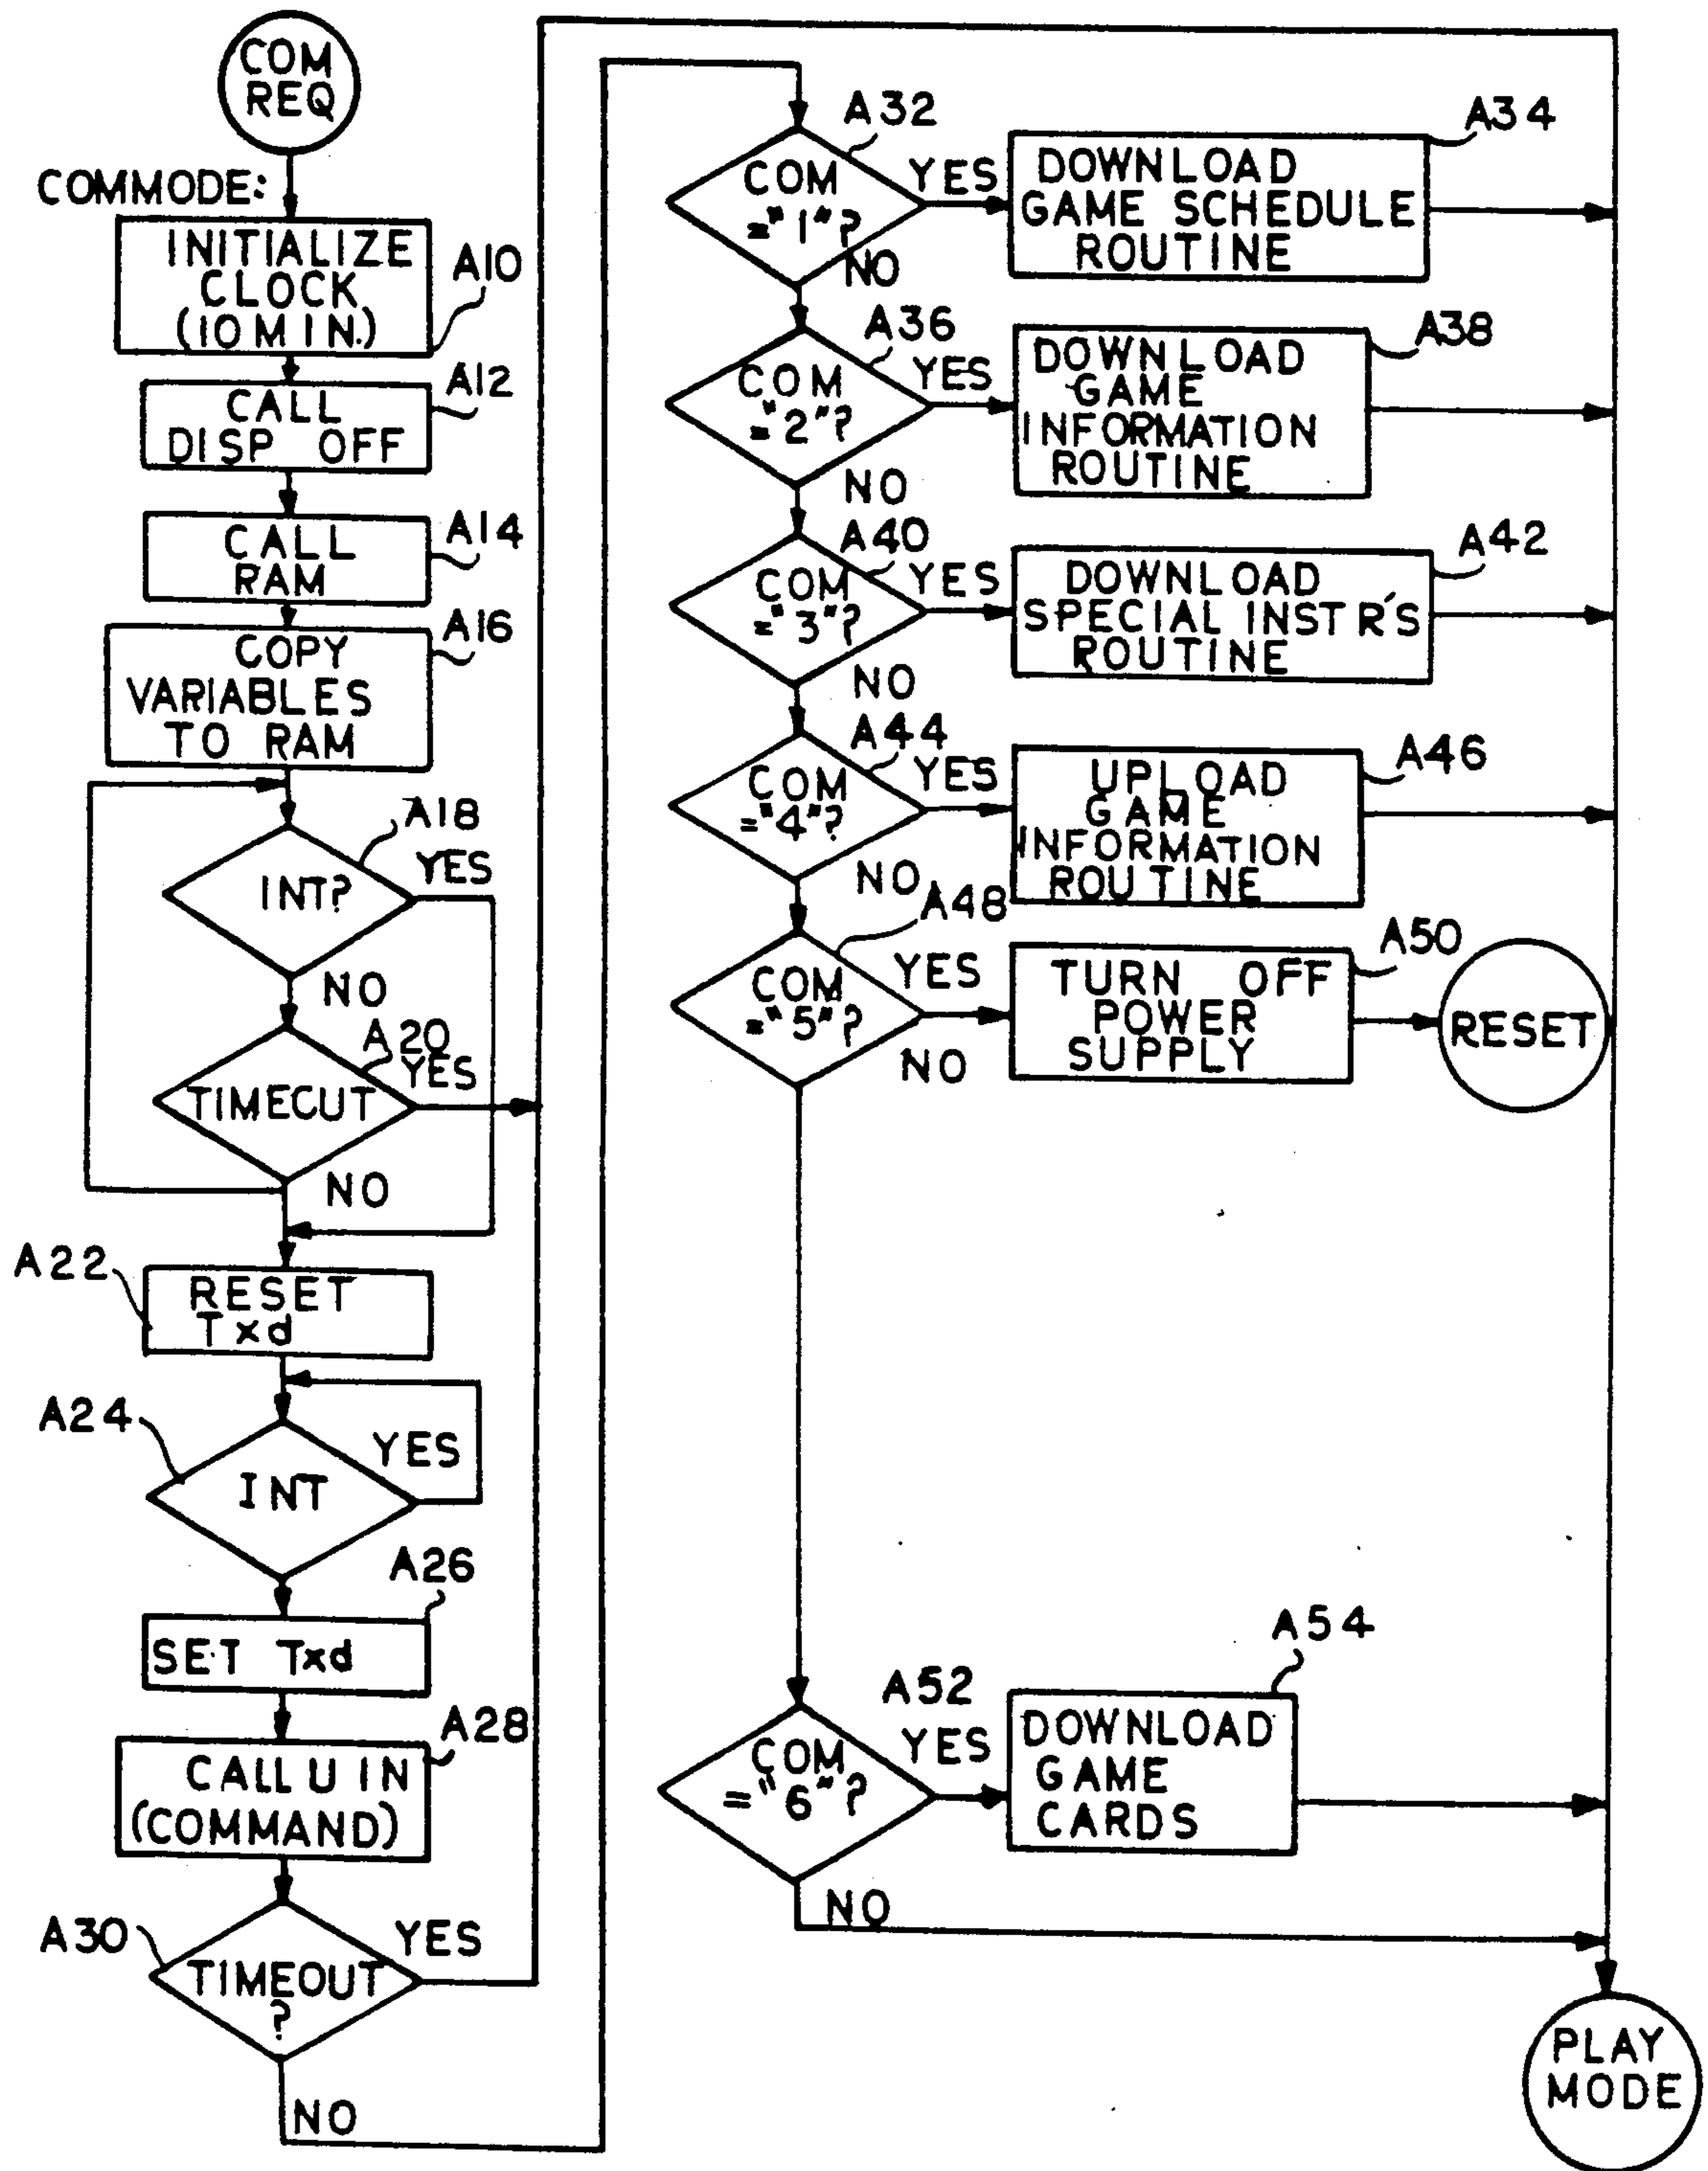 COM
REQ
COMMODE:
INITIALIZE
CLOCK
(10 MIN.)
A10
CALL
DISP OFF
A12
CALL
RAM
A14
COPY
VARIABLES
TO RAM
A16
INT?
A18
YES
NO
TIMECUT
A20
YES
NO
A22
RESET
Txd
A24
INT
YES
A26
SET Txd
A28
CALL U IN
(COMMAND)
A30
TIMEOUT
?
YES
NO
A32
COM
="1"?
YES
NO
A34
DOWNLOAD
GAME SCHEDULE
ROUTINE
A36
COM
="2"?
YES
NO
A38
DOWNLOAD
GAME
INFORMATION
ROUTINE
A40
COM
="3"?
YES
NO
A42
DOWNLOAD
SPECIAL INSTR'S
ROUTINE
A44
COM
="4"?
YES
NO
A46
UPLOAD
GAME
INFORMATION
ROUTINE
A48
COM
="5"?
YES
NO
A50
TURN OFF
POWER
SUPPLY
RESET
A52
COM
="6"?
YES
NO
A54
DOWNLOAD
GAME
CARDS
PLAY
MODE